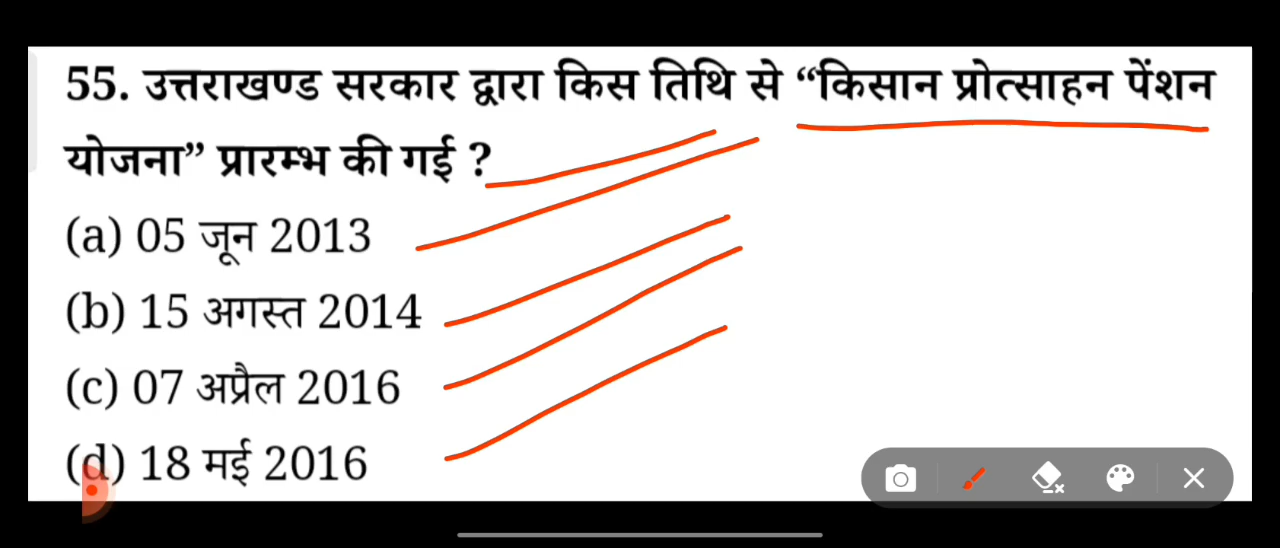 55. उत्तराखण्ड सरकार द्वारा किस तिथि से “किसान प्रोत्साहन पेंशन
योजना” प्रारम्भ की गई ?
(a) 05 जून 2013
(b) 15 अगस्त 2014
(c) 07 अप्रैल 2016
(d) 18 मई 2016